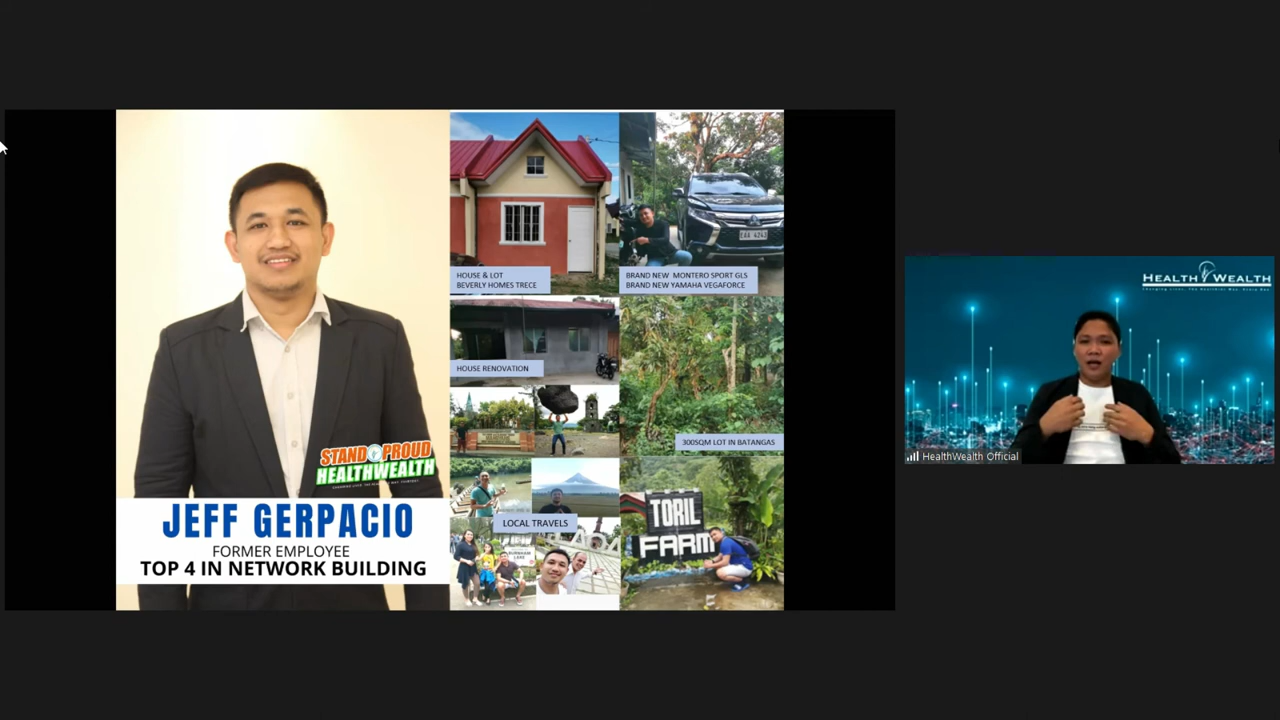 STAND PROUD
HEALTHWEALTH
JEFF GERPACIO
FORMER EMPLOYEE
TOP 4 IN NETWORK BUILDING
HOUSE & LOT
BEVERLY HOMES TRECE
BRAND NEW MONTERO SPORT GLS
BRAND NEW YAMAHA VEGAFORCE
HOUSE RENOVATION
300SQM LOT IN BATANGAS
LOCAL TRAVELS
TORIL
FARM
HEALTH WEALTH
HealthWealth Official